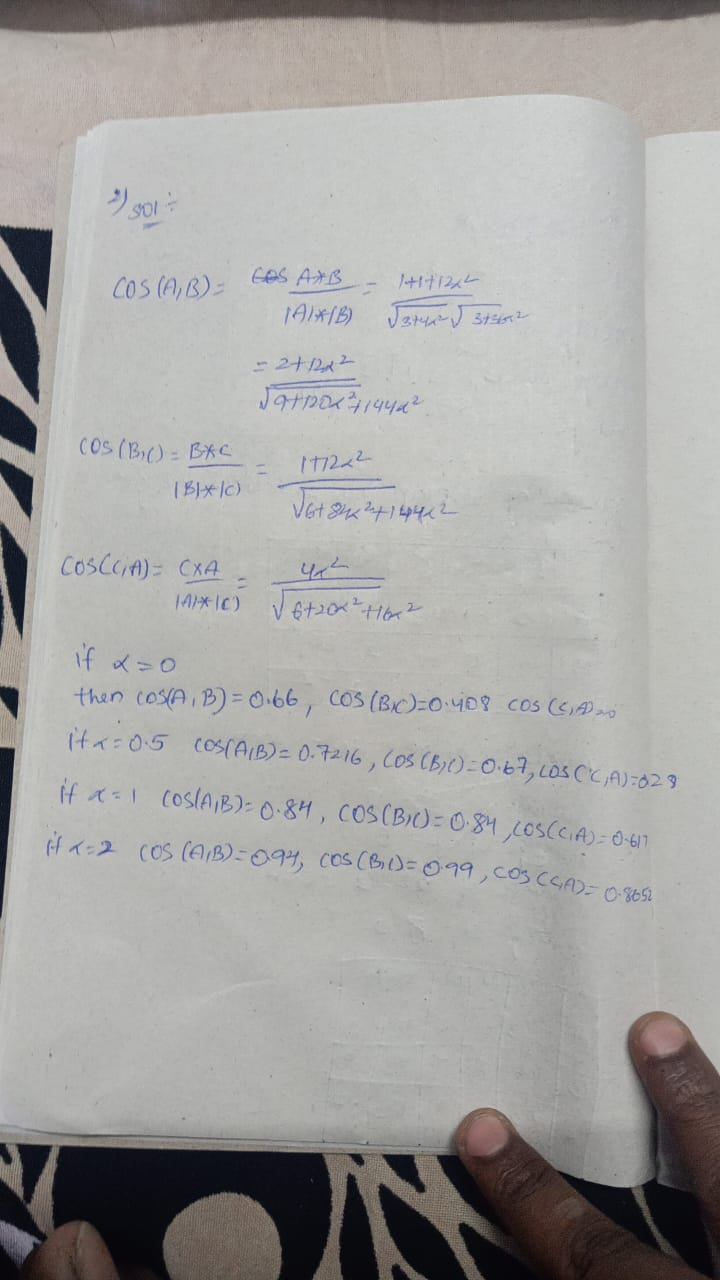 2) sol ÷
COS (A,B) = A*B / |A|*|B| = 1+1+12α² / √3+4α² √3+36α²
= 2+12α² / √9+120α²+144α²
COS (B,C) = B*C / |B|*|C| = 1+12α² / √6+84α²+144α²
COS(C,A) = C×A / |A|*|C| = 4α² / √6+20α²+16α²
if α=0
then cos(A,B)=0.66, cos(B,C)=0.408 cos (C,A)=0
if α=0.5 cos(A,B)=0.7216, cos(B,C)=0.67, cos(C,A)=0.28
if α=1 cos(A,B)=0.84, cos(B,C)=0.84, cos(C,A)=0.617
if α=2 cos (A,B)=0.94, cos(B,C)=0.99, cos(C,A)=0.8652